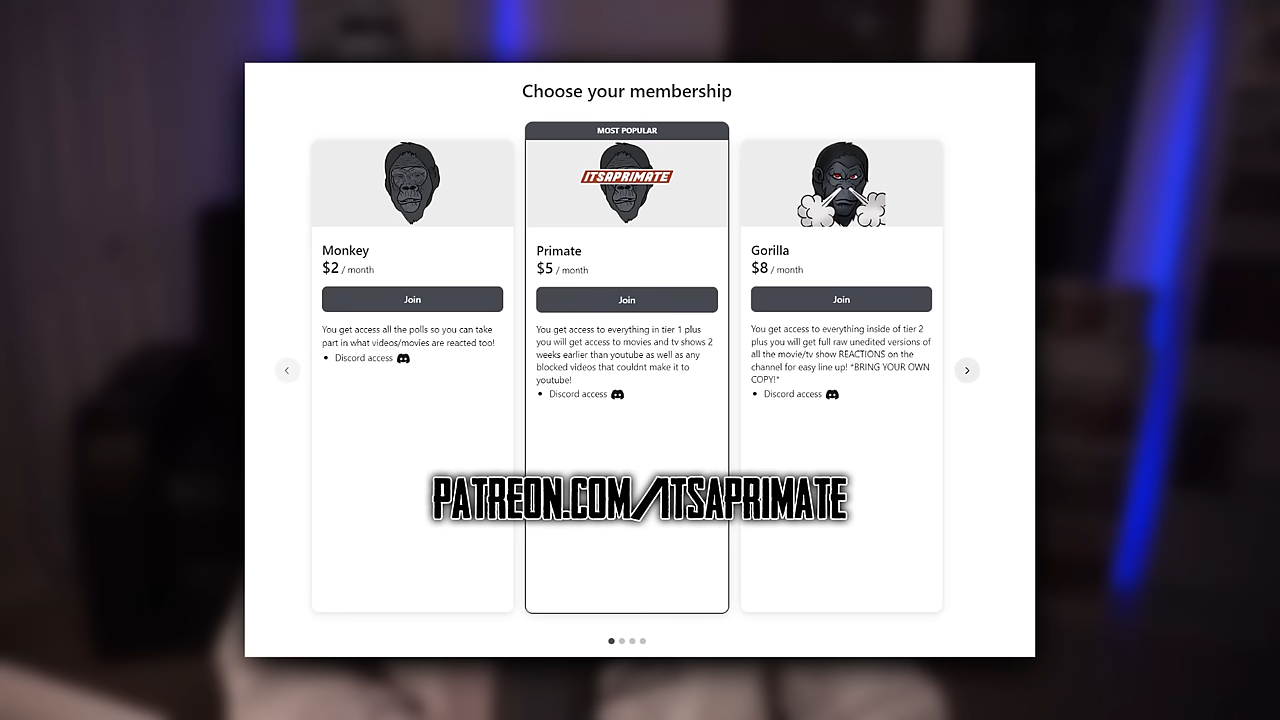 Choose your membership
MOST POPULAR
ITSAPRIMATE
Monkey
$2 / month
Join
You get access all the polls so you can take
part in what videos/movies are reacted too!
• Discord access
Primate
$5 / month
Join
You get access to everything in tier 1 plus
you will get access to movies and tv shows 2
weeks earlier than youtube as well as any
blocked videos that couldnt make it to
youtube!
• Discord access
Gorilla
$8 / month
Join
You get access to everything inside of tier 2
plus you will get full raw unedited versions of
all the movie/tv show REACTIONS on the
channel for easy line up! *BRING YOUR OWN
COPY!*
• Discord access
PATREON.COM/ITSAPRIMATE